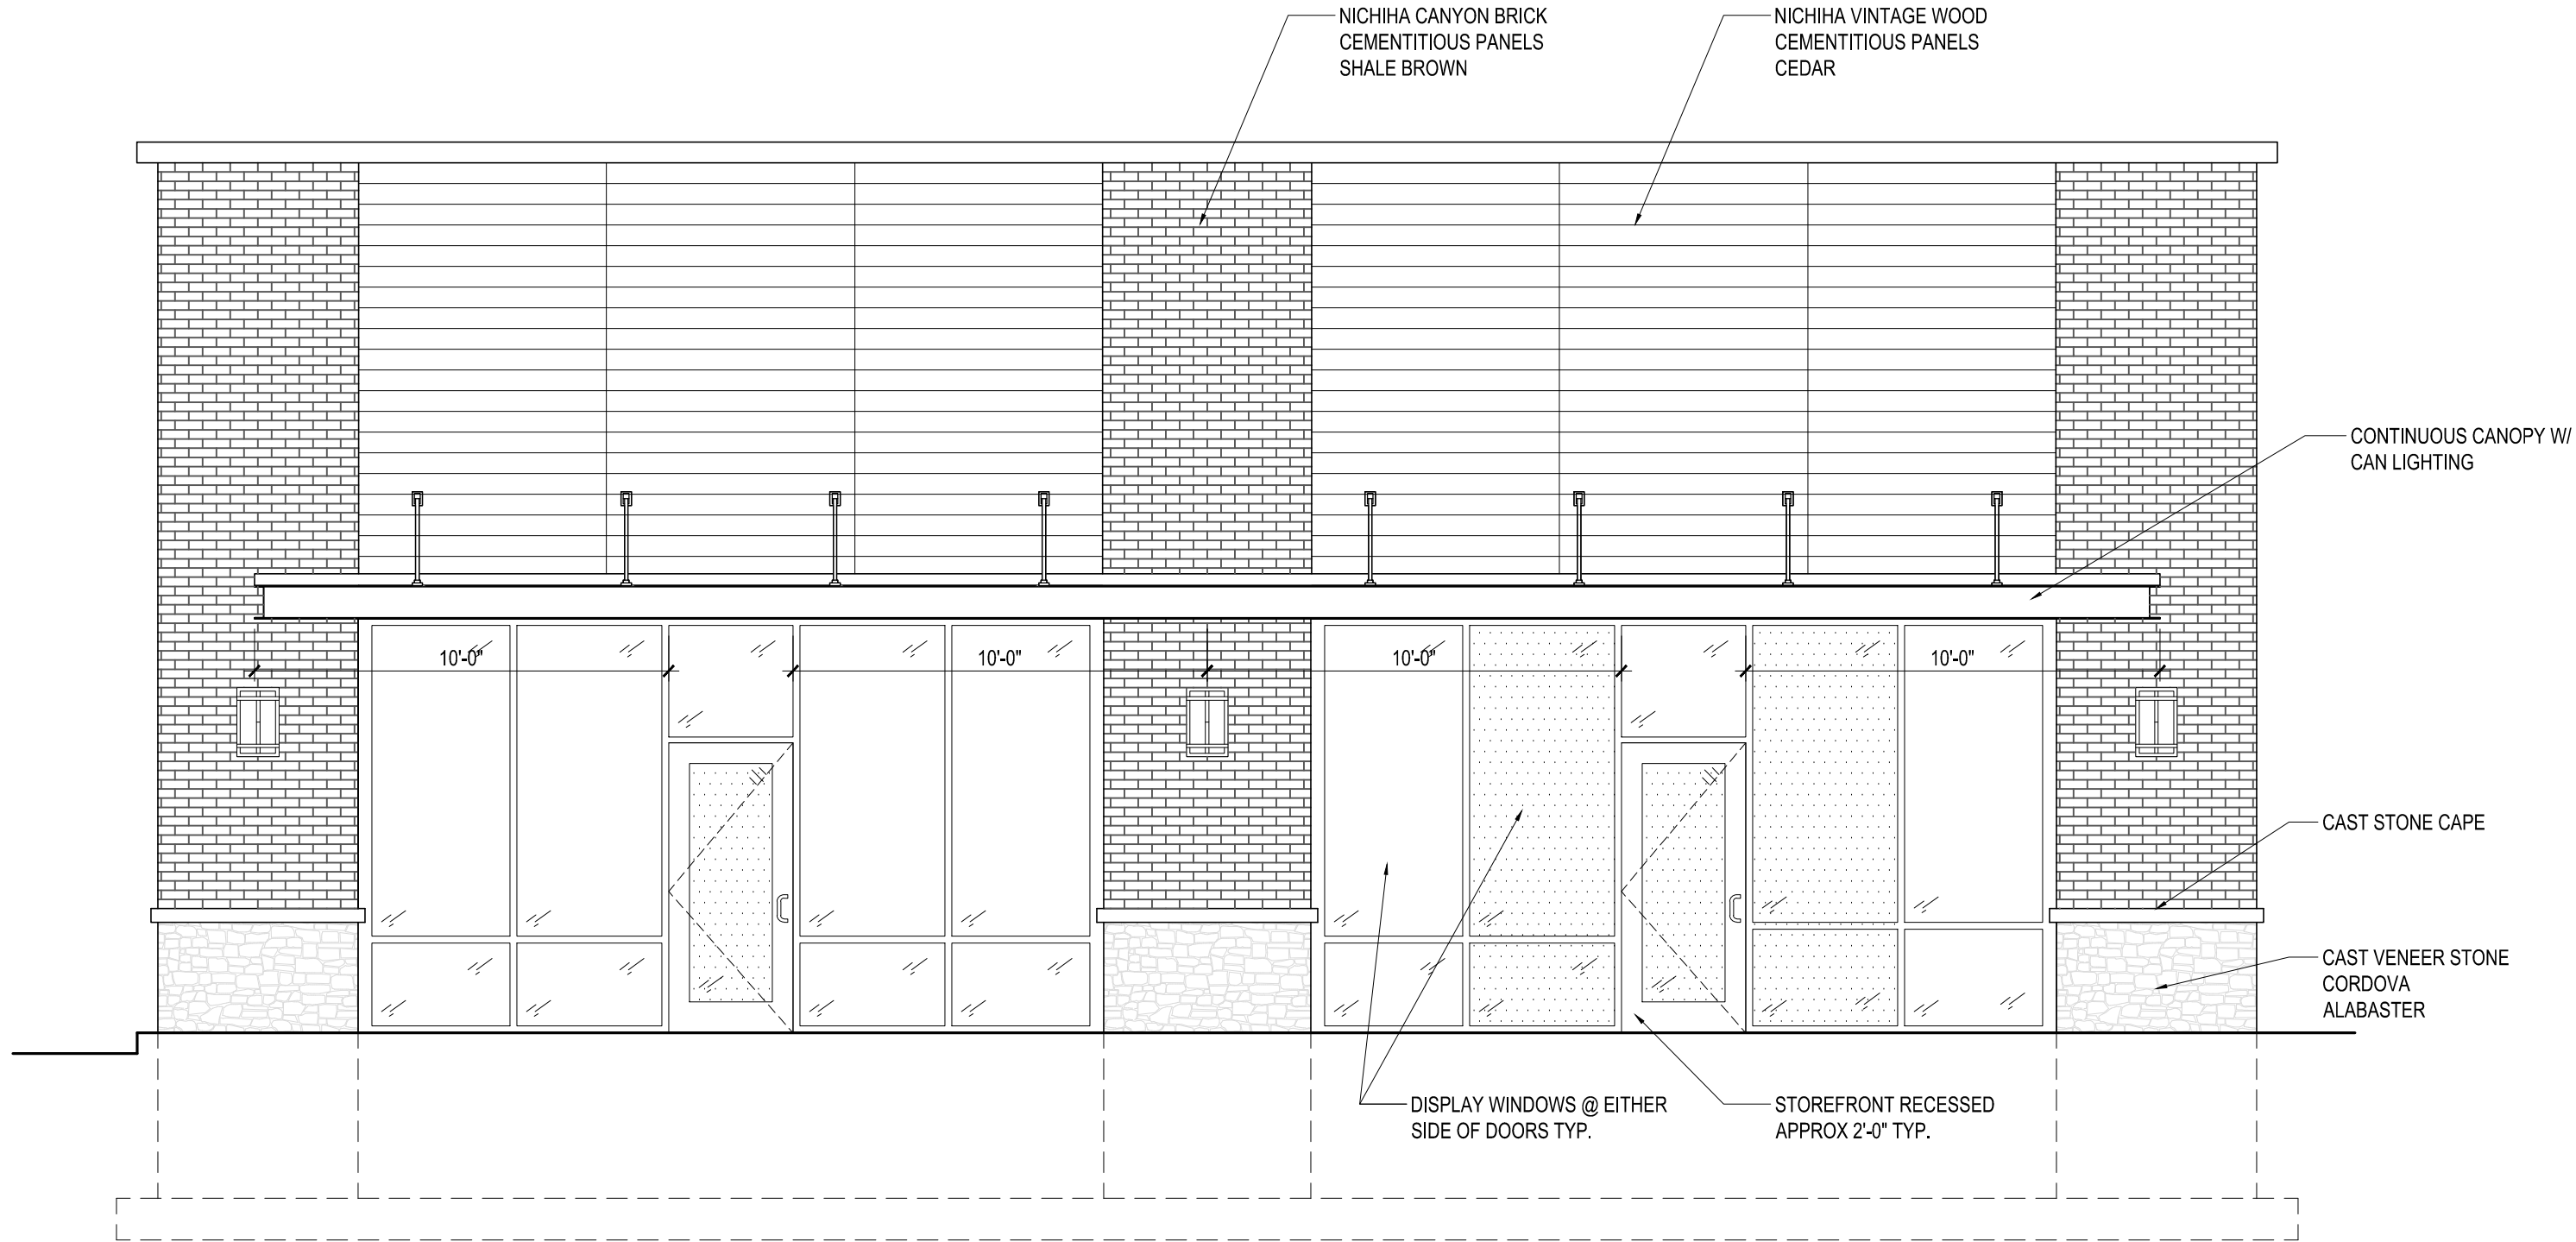 NICHIHA CANYON BRICK
CEMENTITIOUS PANELS
SHALE BROWN
NICHIHA VINTAGE WOOD
CEMENTITIOUS PANELS
CEDAR
CONTINUOUS CANOPY W/
CAN LIGHTING
10'-0"
10'-0"
10'-0"
10'-0"
CAST STONE CAPE
CAST VENEER STONE
CORDOVA
ALABASTER
DISPLAY WINDOWS @ EITHER
SIDE OF DOORS TYP.
STOREFRONT RECESSED
APPROX 2'-0" TYP.